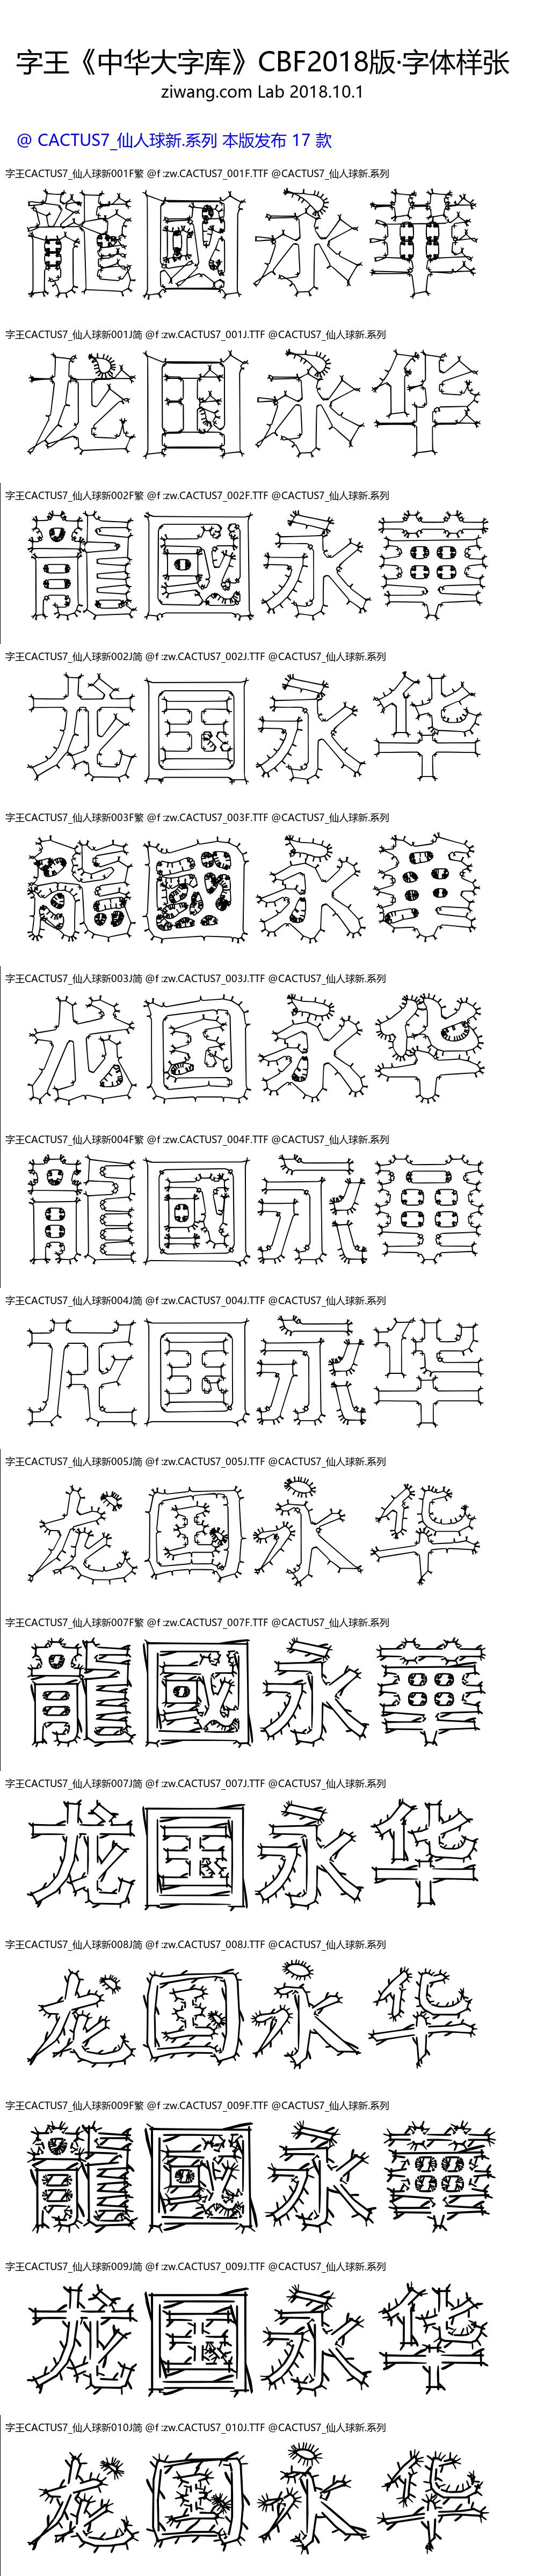 字王《中华大字库》CBF2018版·字体样张
ziwang.com Lab 2018.10.1
@ CACTUS7_仙人球新.系列 本版发布 17 款
字王CACTUS7_仙人球新001F繁 @f :zw.CACTUS7_001F.TTF @CACTUS7_仙人球新.系列
龍國永華
字王CACTUS7_仙人球新001J简 @f :zw.CACTUS7_001J.TTF @CACTUS7_仙人球新.系列
龙国永华
字王CACTUS7_仙人球新002F繁 @f :zw.CACTUS7_002F.TTF @CACTUS7_仙人球新.系列
龍國永華
字王CACTUS7_仙人球新002J简 @f :zw.CACTUS7_002J.TTF @CACTUS7_仙人球新.系列
龙国永华
字王CACTUS7_仙人球新003F繁 @f :zw.CACTUS7_003F.TTF @CACTUS7_仙人球新.系列
龍國永華
字王CACTUS7_仙人球新003J简 @f :zw.CACTUS7_003J.TTF @CACTUS7_仙人球新.系列
龙国永华
字王CACTUS7_仙人球新004F繁 @f :zw.CACTUS7_004F.TTF @CACTUS7_仙人球新.系列
龍國永華
字王CACTUS7_仙人球新004J简 @f :zw.CACTUS7_004J.TTF @CACTUS7_仙人球新.系列
龙国永华
字王CACTUS7_仙人球新005J简 @f :zw.CACTUS7_005J.TTF @CACTUS7_仙人球新.系列
龙国永华
字王CACTUS7_仙人球新007F繁 @f :zw.CACTUS7_007F.TTF @CACTUS7_仙人球新.系列
龍國永華
字王CACTUS7_仙人球新007J简 @f :zw.CACTUS7_007J.TTF @CACTUS7_仙人球新.系列
龙国永华
字王CACTUS7_仙人球新008J简 @f :zw.CACTUS7_008J.TTF @CACTUS7_仙人球新.系列
龙国永华
字王CACTUS7_仙人球新009F繁 @f :zw.CACTUS7_009F.TTF @CACTUS7_仙人球新.系列
龍國永華
字王CACTUS7_仙人球新009J简 @f :zw.CACTUS7_009J.TTF @CACTUS7_仙人球新.系列
龙国永华
字王CACTUS7_仙人球新010J简 @f :zw.CACTUS7_010J.TTF @CACTUS7_仙人球新.系列
龙国永华